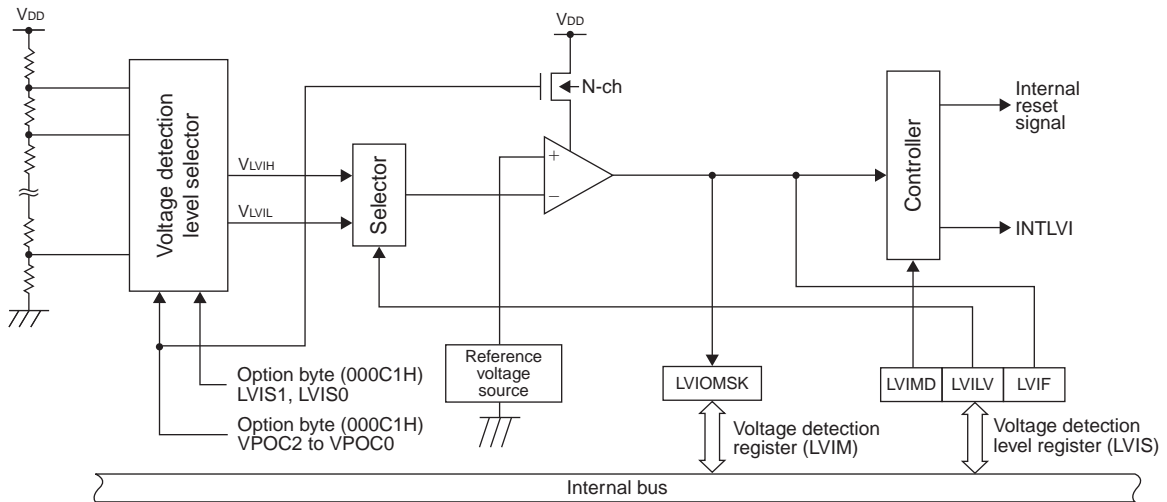 VDD
VDD
N-ch
Voltage detection
level selector
VLVIH
VLVIL
Selector
+
−
Controller
Internal
reset
signal
INTLVI
Reference
voltage
source
Option byte (000C1H)
LVIS1, LVIS0
Option byte (000C1H)
VPOC2 to VPOC0
LVIOMSK
LVIMD
LVILV
LVIF
Voltage detection
register (LVIM)
Voltage detection
level register (LVIS)
Internal bus